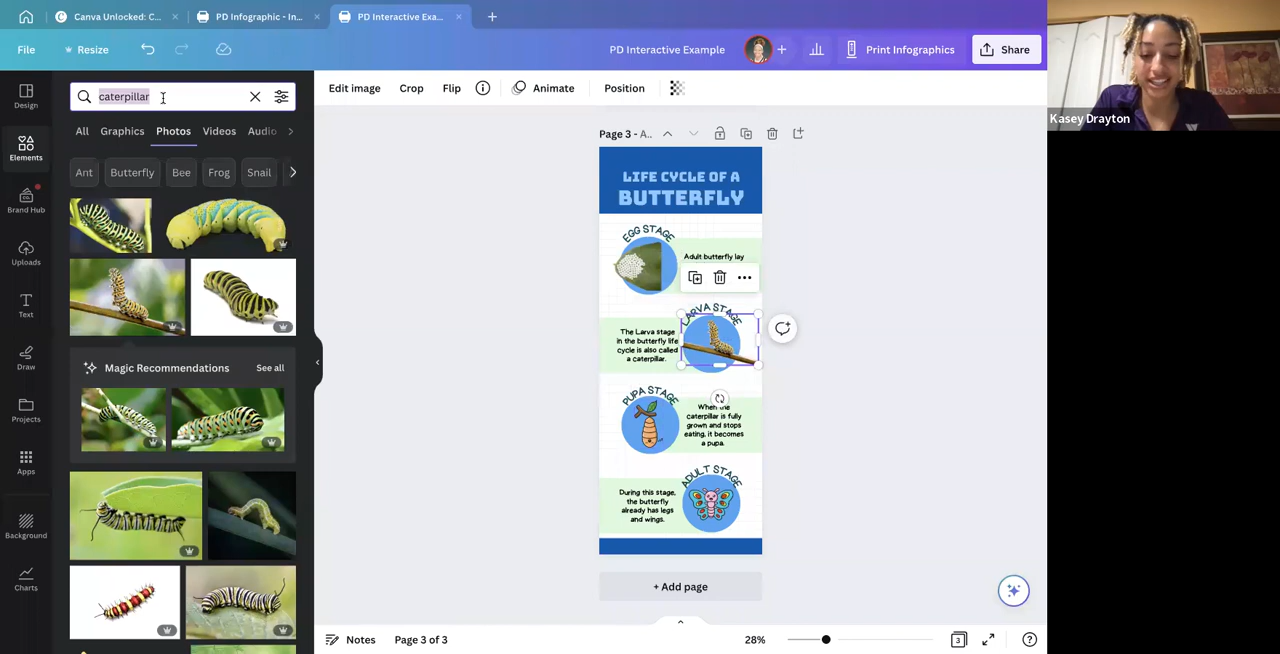 Canva Unlocked: C...
PD Infographic - In...
PD Interactive Exa...
File
Resize
PD Interactive Example
Print Infographics
Share
Kasey Drayton
Design
Elements
Brand Hub
Uploads
Text
Draw
Projects
Apps
Background
Charts
caterpillar
All Graphics Photos Videos Audio
Ant Butterfly Bee Frog Snail
Magic Recommendations See all
Edit image Crop Flip Animate Position
Page 3 - A..
LIFE CYCLE OF A
BUTTERFLY
EGG STAGE
Adult butterfly lay
LARVA STAGE
The Larva stage
in the butterfly life
cycle is also called
a caterpillar.
PUPA STAGE
When the
caterpillar is fully
grown and stops
eating, it becomes
a pupa.
ADULT STAGE
During this stage,
the butterfly
already has legs
and wings.
+ Add page
Notes Page 3 of 3 28% 3